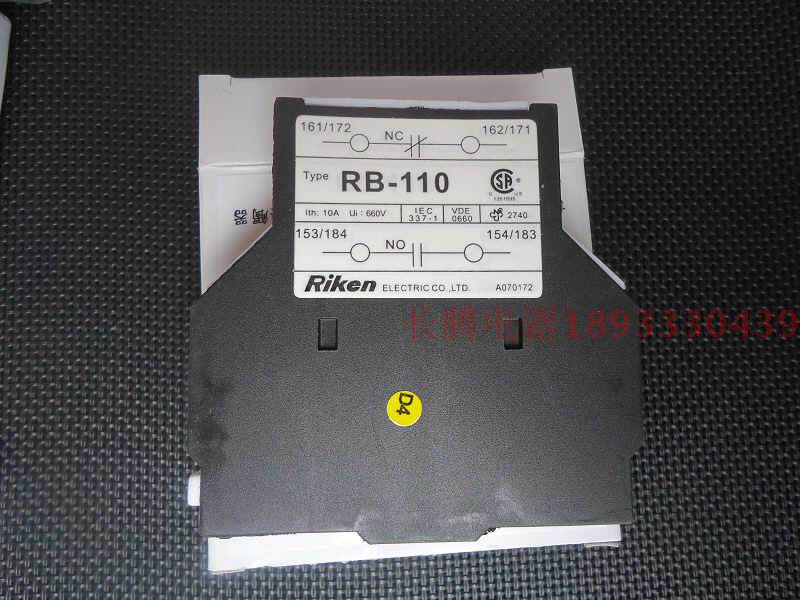 161/172 NC 162/171
Type RB-110 SA ®
Ith: 10A Ui: 660V IEC 337-1 VDE 0660 2740
153/184 NO 154/183
Riken ELECTRIC CO.,LTD. A070172
长腾电器1893330439
D4